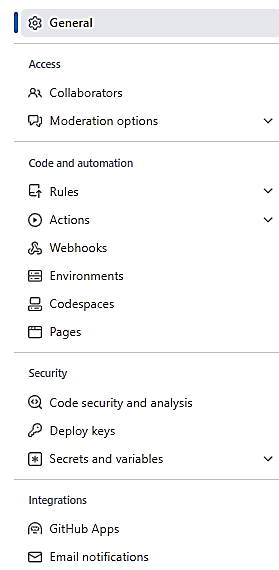 General
Access
Collaborators
Moderation options
Code and automation
Rules
Actions
Webhooks
Environments
Codespaces
Pages
Security
Code security and analysis
Deploy keys
Secrets and variables
Integrations
GitHub Apps
Email notifications